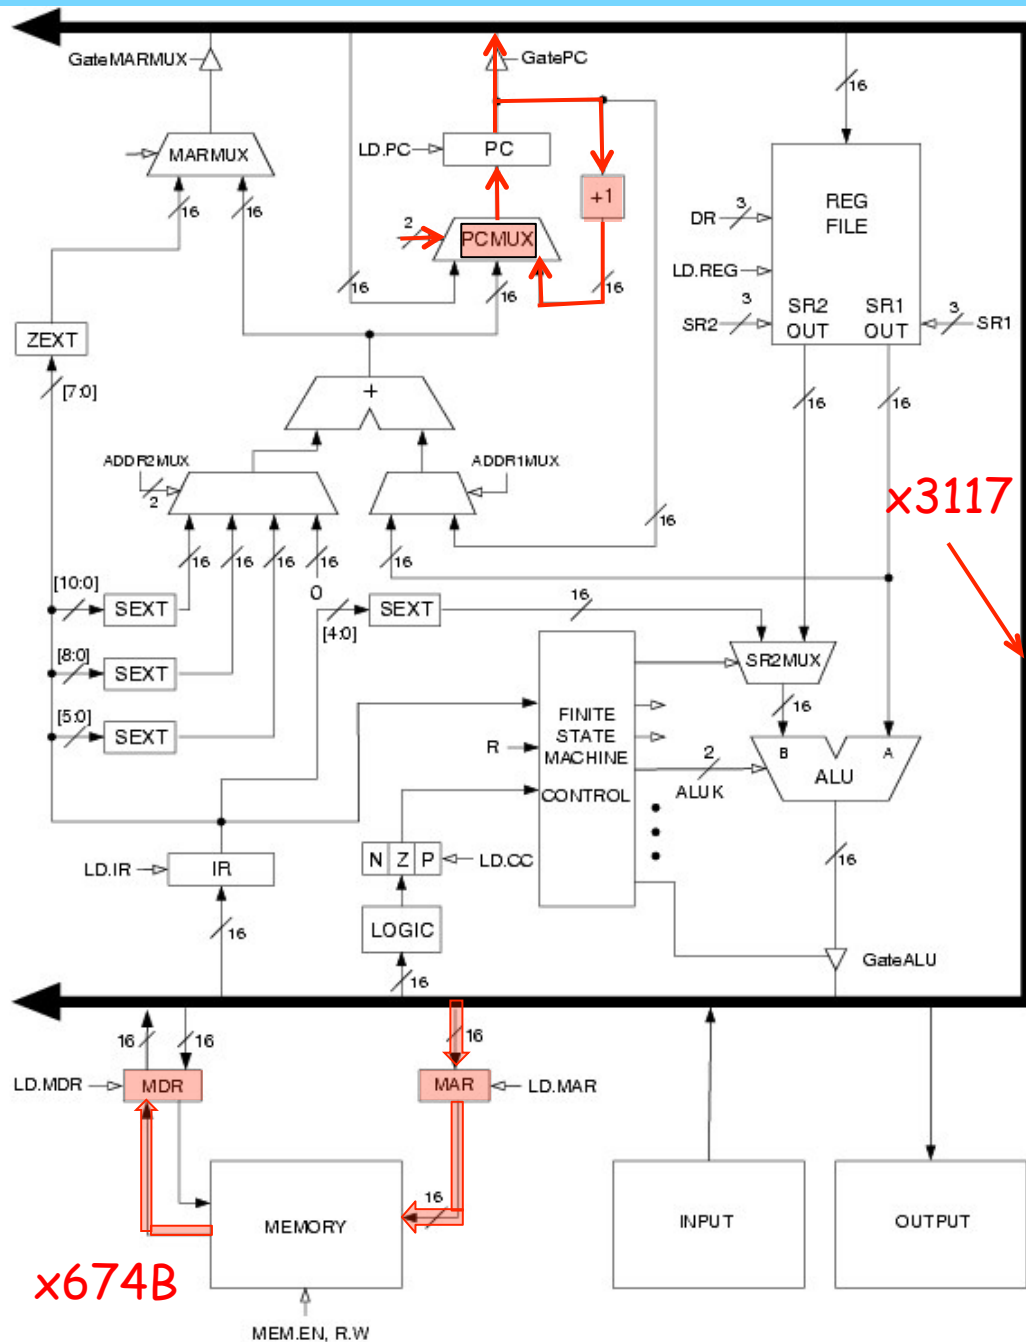 GateMARMUX
GatePC
16
LD.PC
PC
MARMUX
+1
REG
FILE
3
DR
2
PCMUX
16
16
LD.REG
16
16
16
3
SR2
SR2
OUT
SR1
OUT
3
SR1
ZEXT
[7:0]
+
16
16
ADDR2MUX
2
ADDR1MUX
x3117
16
16
16
16
16
16
0
[10:0]
SEXT
[4:0]
SEXT
16
[8:0]
SEXT
SR2MUX
[5:0]
SEXT
16
FINITE
STATE
MACHINE
CONTROL
R
B
A
ALU
2
ALUK
N Z P
LD.CC
16
LD.IR
IR
LOGIC
16
16
GateALU
16
16
16
LD.MDR
MDR
MAR
LD.MAR
16
MEMORY
INPUT
OUTPUT
x674B
MEM.EN, R.W